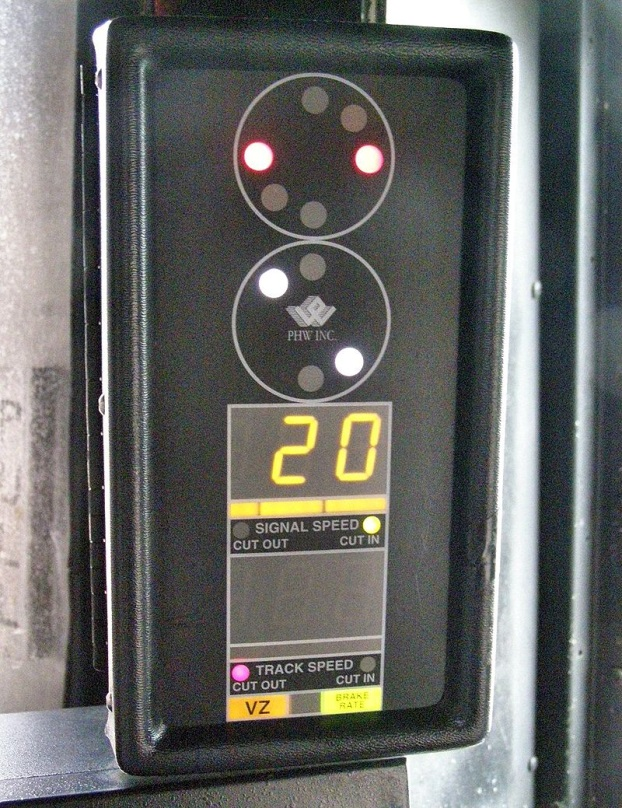 PHW INC.
20
SIGNAL SPEED
CUT OUT CUT IN
TRACK SPEED
CUT OUT CUT IN
VZ BRAKE
RATE